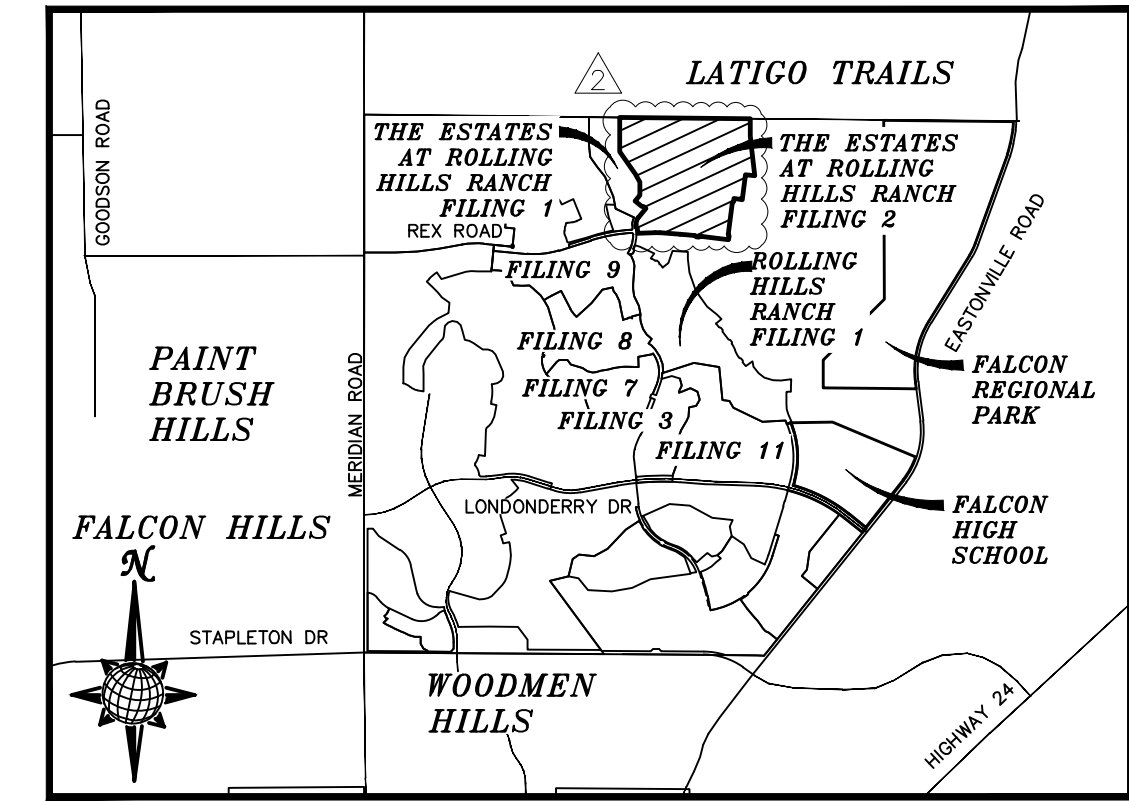 2
LATIGO TRAILS
GOODSON ROAD
THE ESTATES
AT ROLLING
HILLS RANCH
FILING 1
THE ESTATES
AT ROLLING
HILLS RANCH
FILING 2
REX ROAD
EASTONVILLE ROAD
FILING 9
ROLLING
HILLS
RANCH
FILING 1
FILING 8
PAINT
BRUSH
HILLS
MERIDIAN ROAD
FILING 7
FALCON
REGIONAL
PARK
FILING 3
FILING 11
LONDONDERRY DR
FALCON
HIGH
SCHOOL
FALCON HILLS
N
STAPLETON DR
WOODMEN
HILLS
HIGHWAY 24